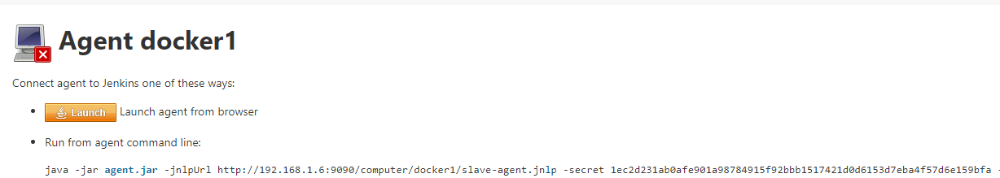 Agent docker1
Connect agent to Jenkins one of these ways:
Launch Launch agent from browser
Run from agent command line:
java -jar agent.jar -jnlpUrl http://192.168.1.6:9090/computer/docker1/slave-agent.jnlp -secret 1ec2d231ab0afe901a98784915f92bbb1517421d0d6153d7eba4f57d6e159bfa